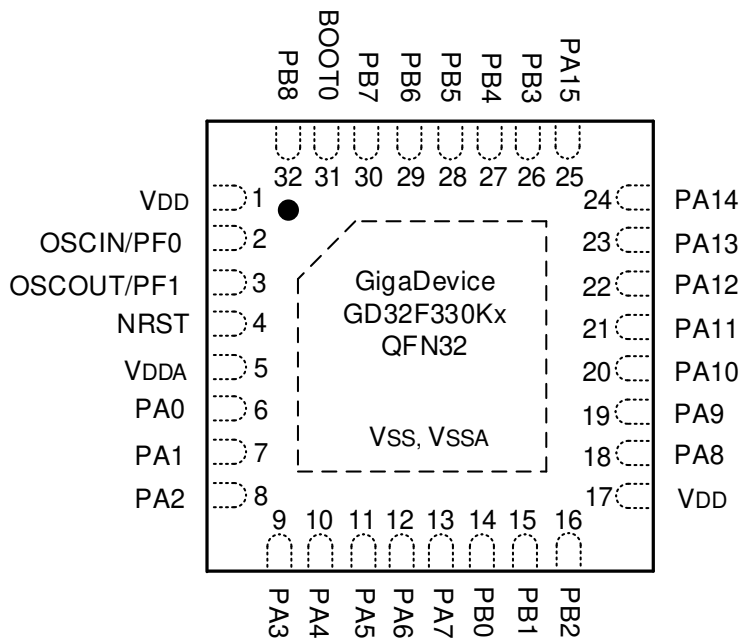 PB8
BOOT0
PB7
PB6
PB5
PB4
PB3
PA15
32
31
30
29
28
27
26
25
VDD
1
OSCIN/PF0
2
OSCOUT/PF1
3
NRST
4
VDDA
5
PA0
6
PA1
7
PA2
8
GigaDevice
GD32F330Kx
QFN32
VSS, VSSA
24
PA14
23
PA13
22
PA12
21
PA11
20
PA10
19
PA9
18
PA8
17
VDD
9
10
11
12
13
14
15
16
PA3
PA4
PA5
PA6
PA7
PB0
PB1
PB2